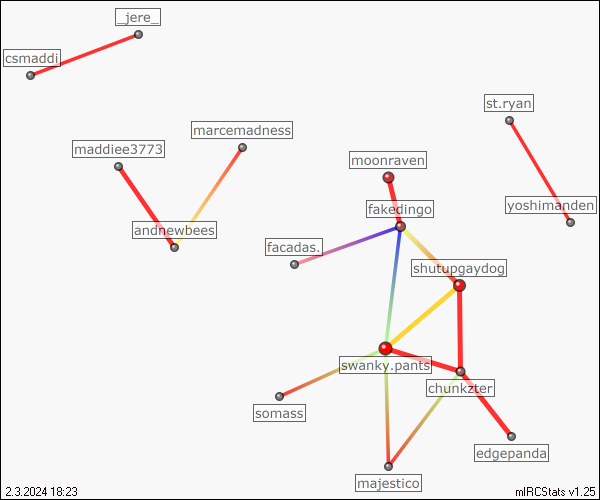 _jere_
csmaddi
st.ryan
marcemadness
maddiee3773
moonraven
yoshimanden
fakedingo
andnewbees
facadas.
shutupgaydog
swanky.pants
chunkzter
somass
edgepanda
majestico
2.3.2024 18:23
mIRCStats v1.25